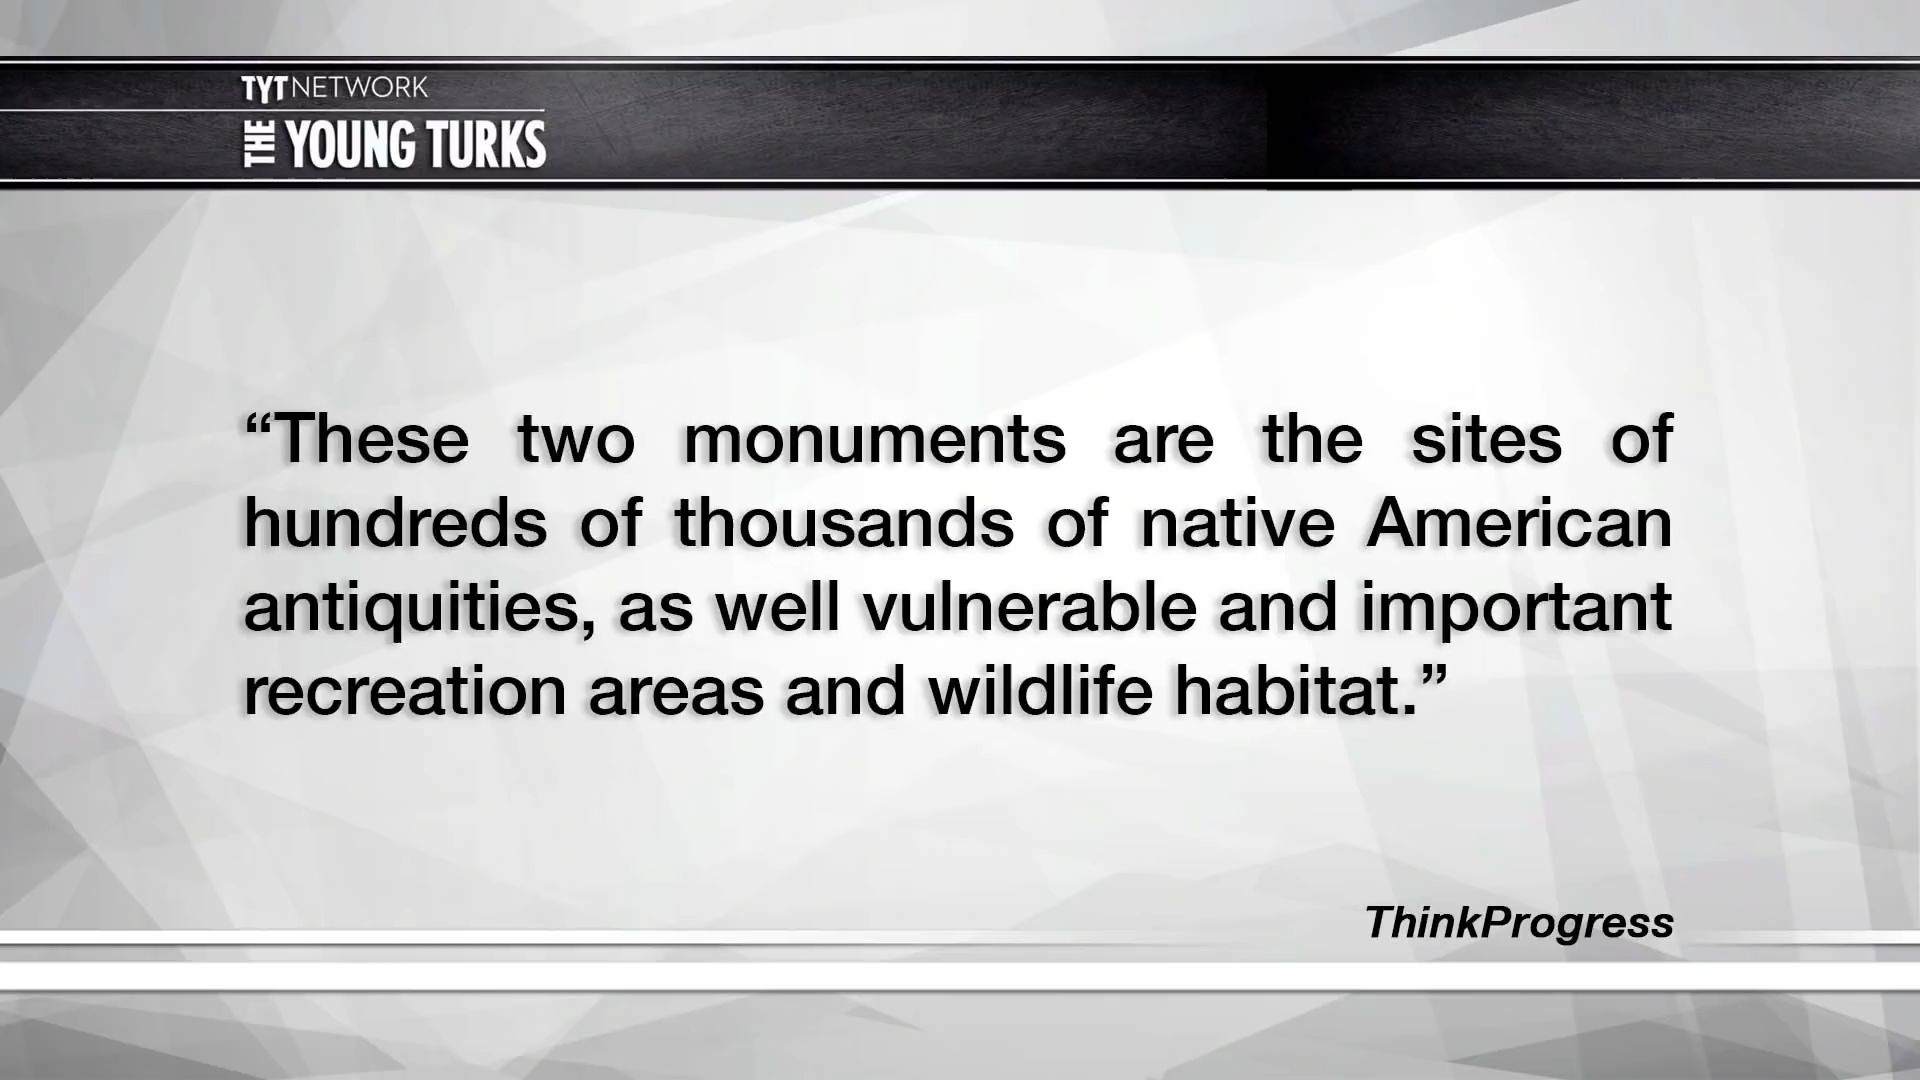 TYTNETWORK
THE YOUNG TURKS
“These two monuments are the sites of
hundreds of thousands of native American
antiquities, as well vulnerable and important
recreation areas and wildlife habitat.”
ThinkProgress